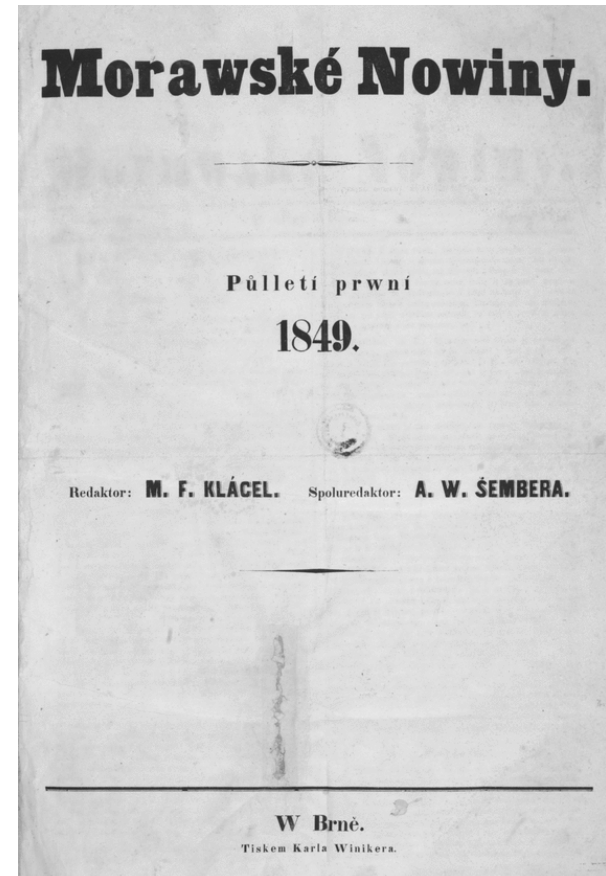 Morawské Nowiny.
Půlletí prwní
1849.
Redaktor: M. F. KLÁCEL. Spoluredaktor: A. W. ŠEMBERA.
W Brně.
Tiskem Karla Winikera.